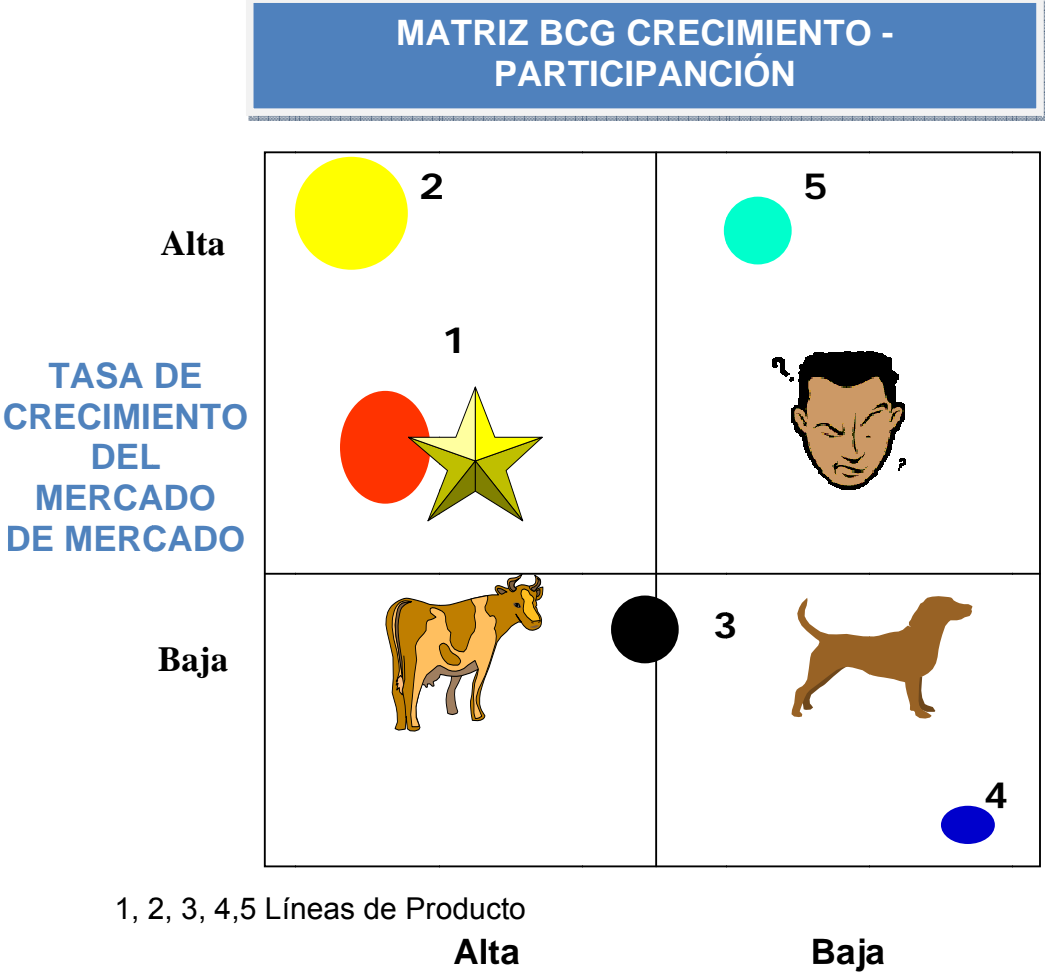 MATRIZ BCG CRECIMIENTO -
PARTICIPANCIÓN
2
5
Alta
1
TASA DE
CRECIMIENTO
DEL
MERCADO
DE MERCADO
?
?
3
Baja
4
1, 2, 3, 4,5 Líneas de Producto
Alta Baja